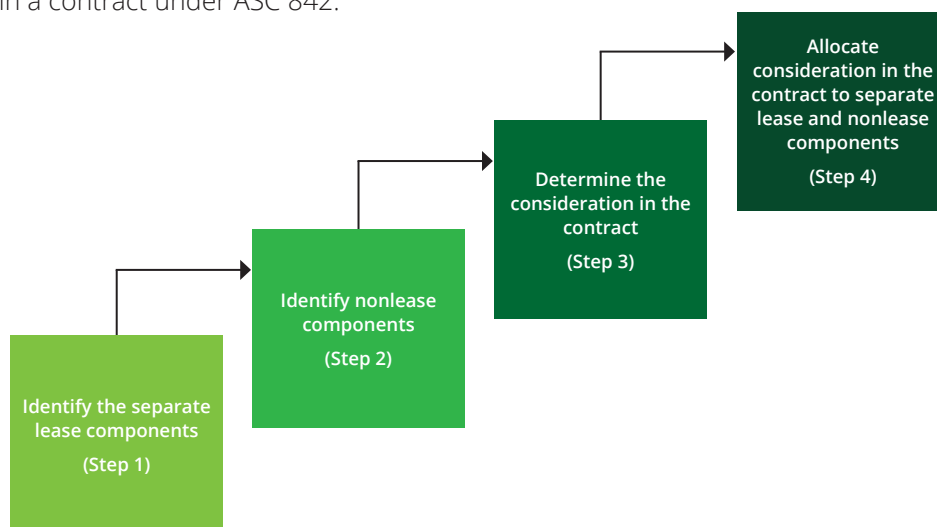 in a contract under ASC 842.
Allocate
consideration in the
contract to separate
lease and nonlease
components
(Step 4)
Determine the
consideration in the
contract
(Step 3)
Identify nonlease
components
(Step 2)
Identify the separate
lease components
(Step 1)